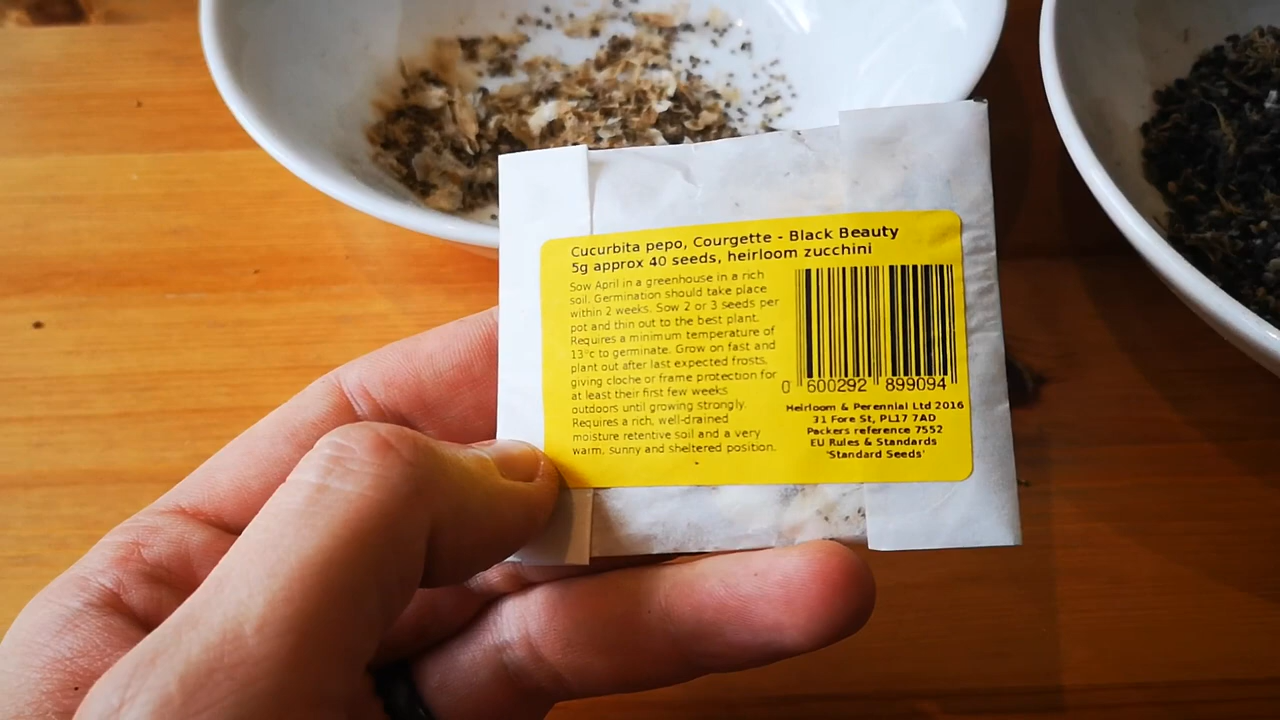 Cucurbita pepo, Courgette - Black Beauty
5g approx 40 seeds, heirloom zucchini
Sow April in a greenhouse in a rich
soil. Germination should take place
within 2 weeks. Sow 2 or 3 seeds per
pot and thin out to the best plant.
Requires a minimum temperature of
13°c to germinate. Grow on fast and
plant out after last expected frosts,
giving cloche or frame protection for
at least their first few weeks
outdoors until growing strongly.
Requires a rich, well-drained
moisture retentive soil and a very
warm, sunny and sheltered position.
0 600292 899094
Heirloom & Perennial Ltd 2016
31 Fore St, PL17 7AD
Packers reference 7552
EU Rules & Standards
'Standard Seeds'